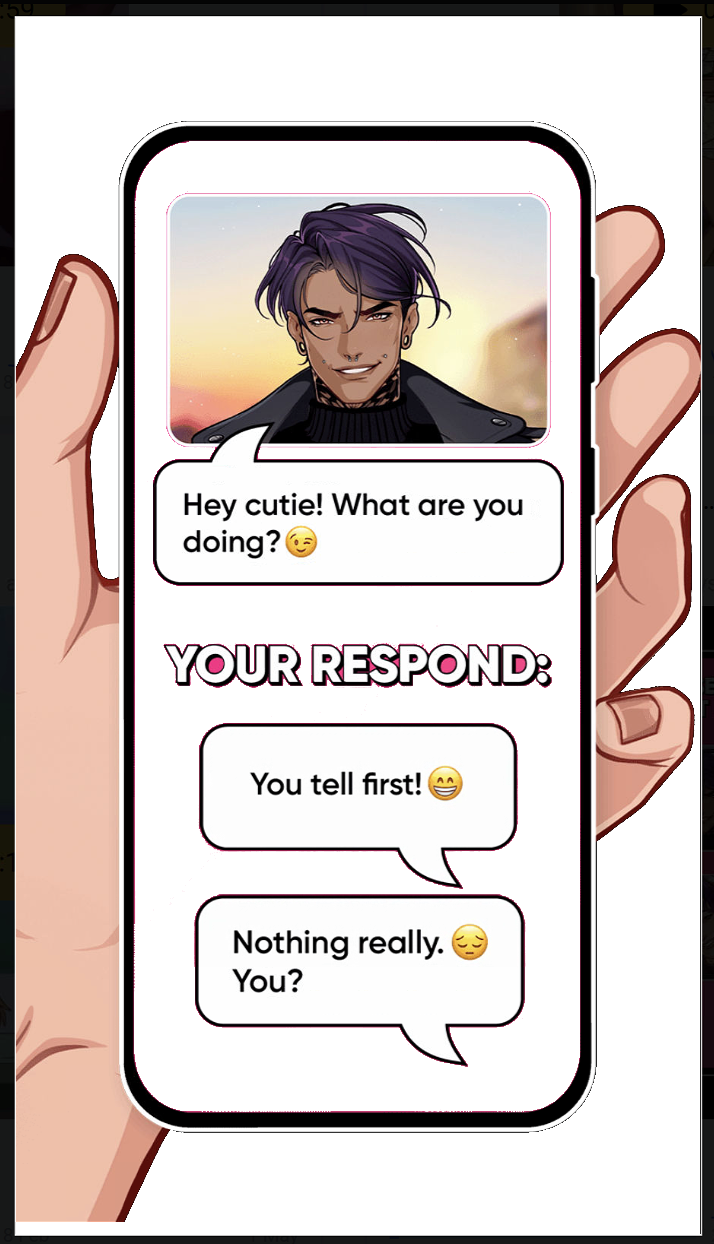 Hey cutie! What are you
doing?😉
YOUR RESPOND:
You tell first!😁
Nothing really. 😔
You?